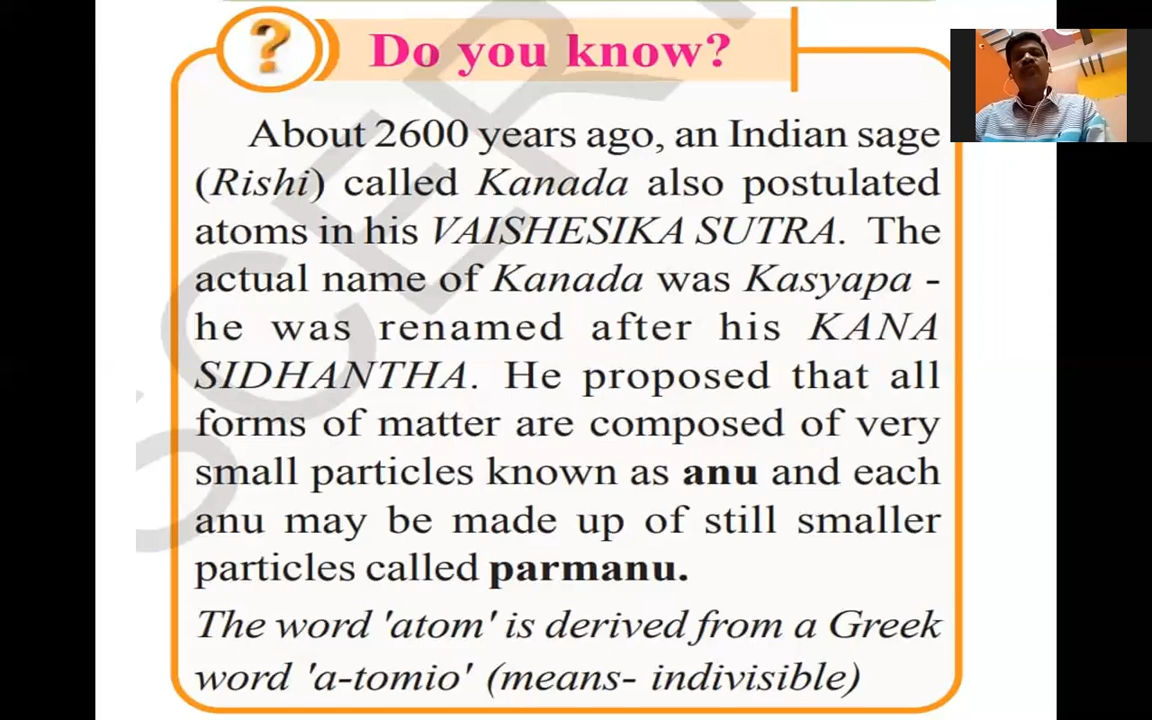 ? Do you know?
About 2600 years ago, an Indian sage
(Rishi) called Kanada also postulated
atoms in his VAISHESIKA SUTRA. The
actual name of Kanada was Kasyapa -
he was renamed after his KANA
SIDHANTHA. He proposed that all
forms of matter are composed of very
small particles known as anu and each
anu may be made up of still smaller
particles called parmanu.
The word 'atom' is derived from a Greek
word 'a-tomio' (means- indivisible)
SCERT